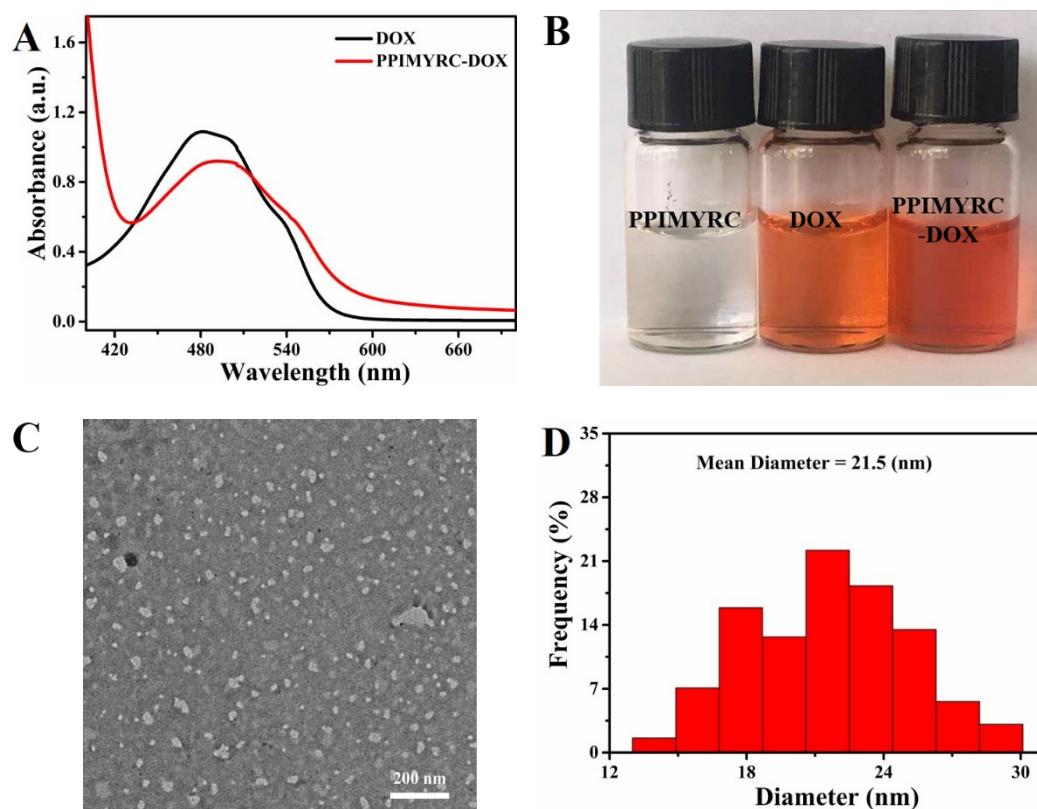 A
DOX
PPIMYRC-DOX
1.6
1.2
0.8
0.4
0.0
420
480
540
600
660
Absorbance (a.u.)
Wavelength (nm)
B
PPIMYRC
DOX
PPIMYRC
-DOX
C
200 nm
D
Mean Diameter = 21.5 (nm)
35
28
21
14
7
0
12
18
24
30
Frequency (%)
Diameter (nm)